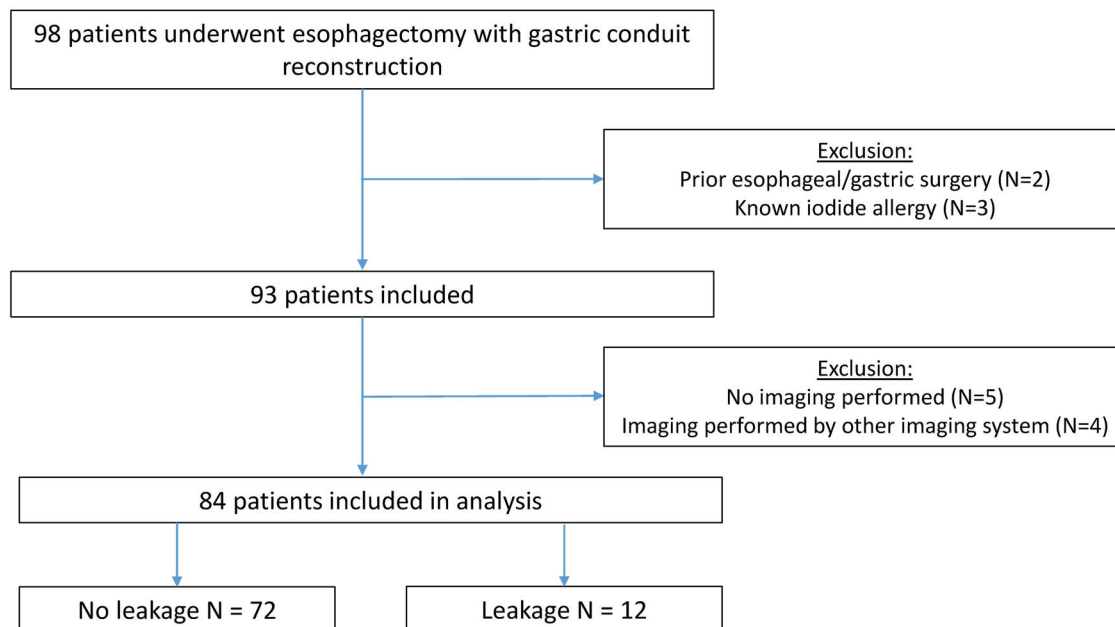 98 patients underwent esophagectomy with gastric conduit
reconstruction
Exclusion:
Prior esophageal/gastric surgery (N=2)
Known iodide allergy (N=3)
93 patients included
Exclusion:
No imaging performed (N=5)
Imaging performed by other imaging system (N=4)
84 patients included in analysis
No leakage N = 72
Leakage N = 12